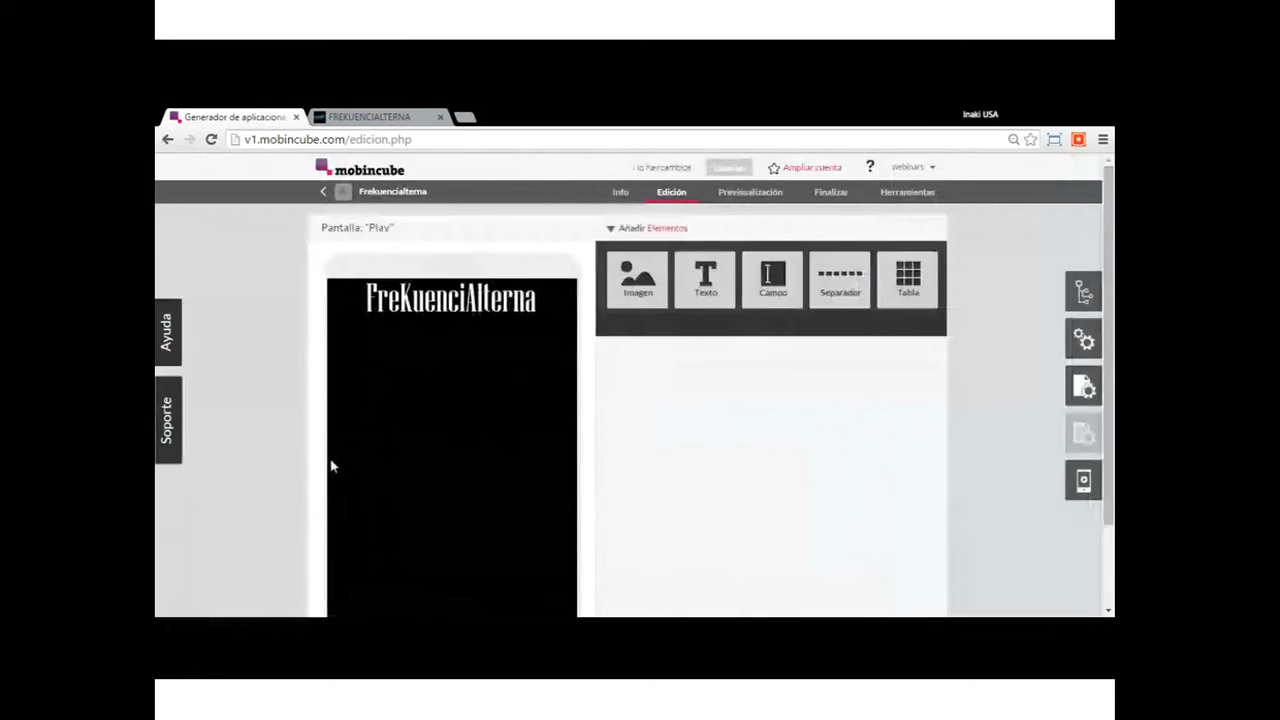 Generador de aplicacione
FREKUENCIALTERNA
Inaki USA
v1.mobincube.com/edicion.php
mobincube
Ampliar cuenta
?
webinars
Frekuencialterna
Info
Edición
Previsualización
Finalizar
Herramientas
Pantalla: "Play"
Añadir Elementos
Imagen
Texto
Campo
Separador
Tabla
FreKuenciAlterna
Ayuda
Soporte